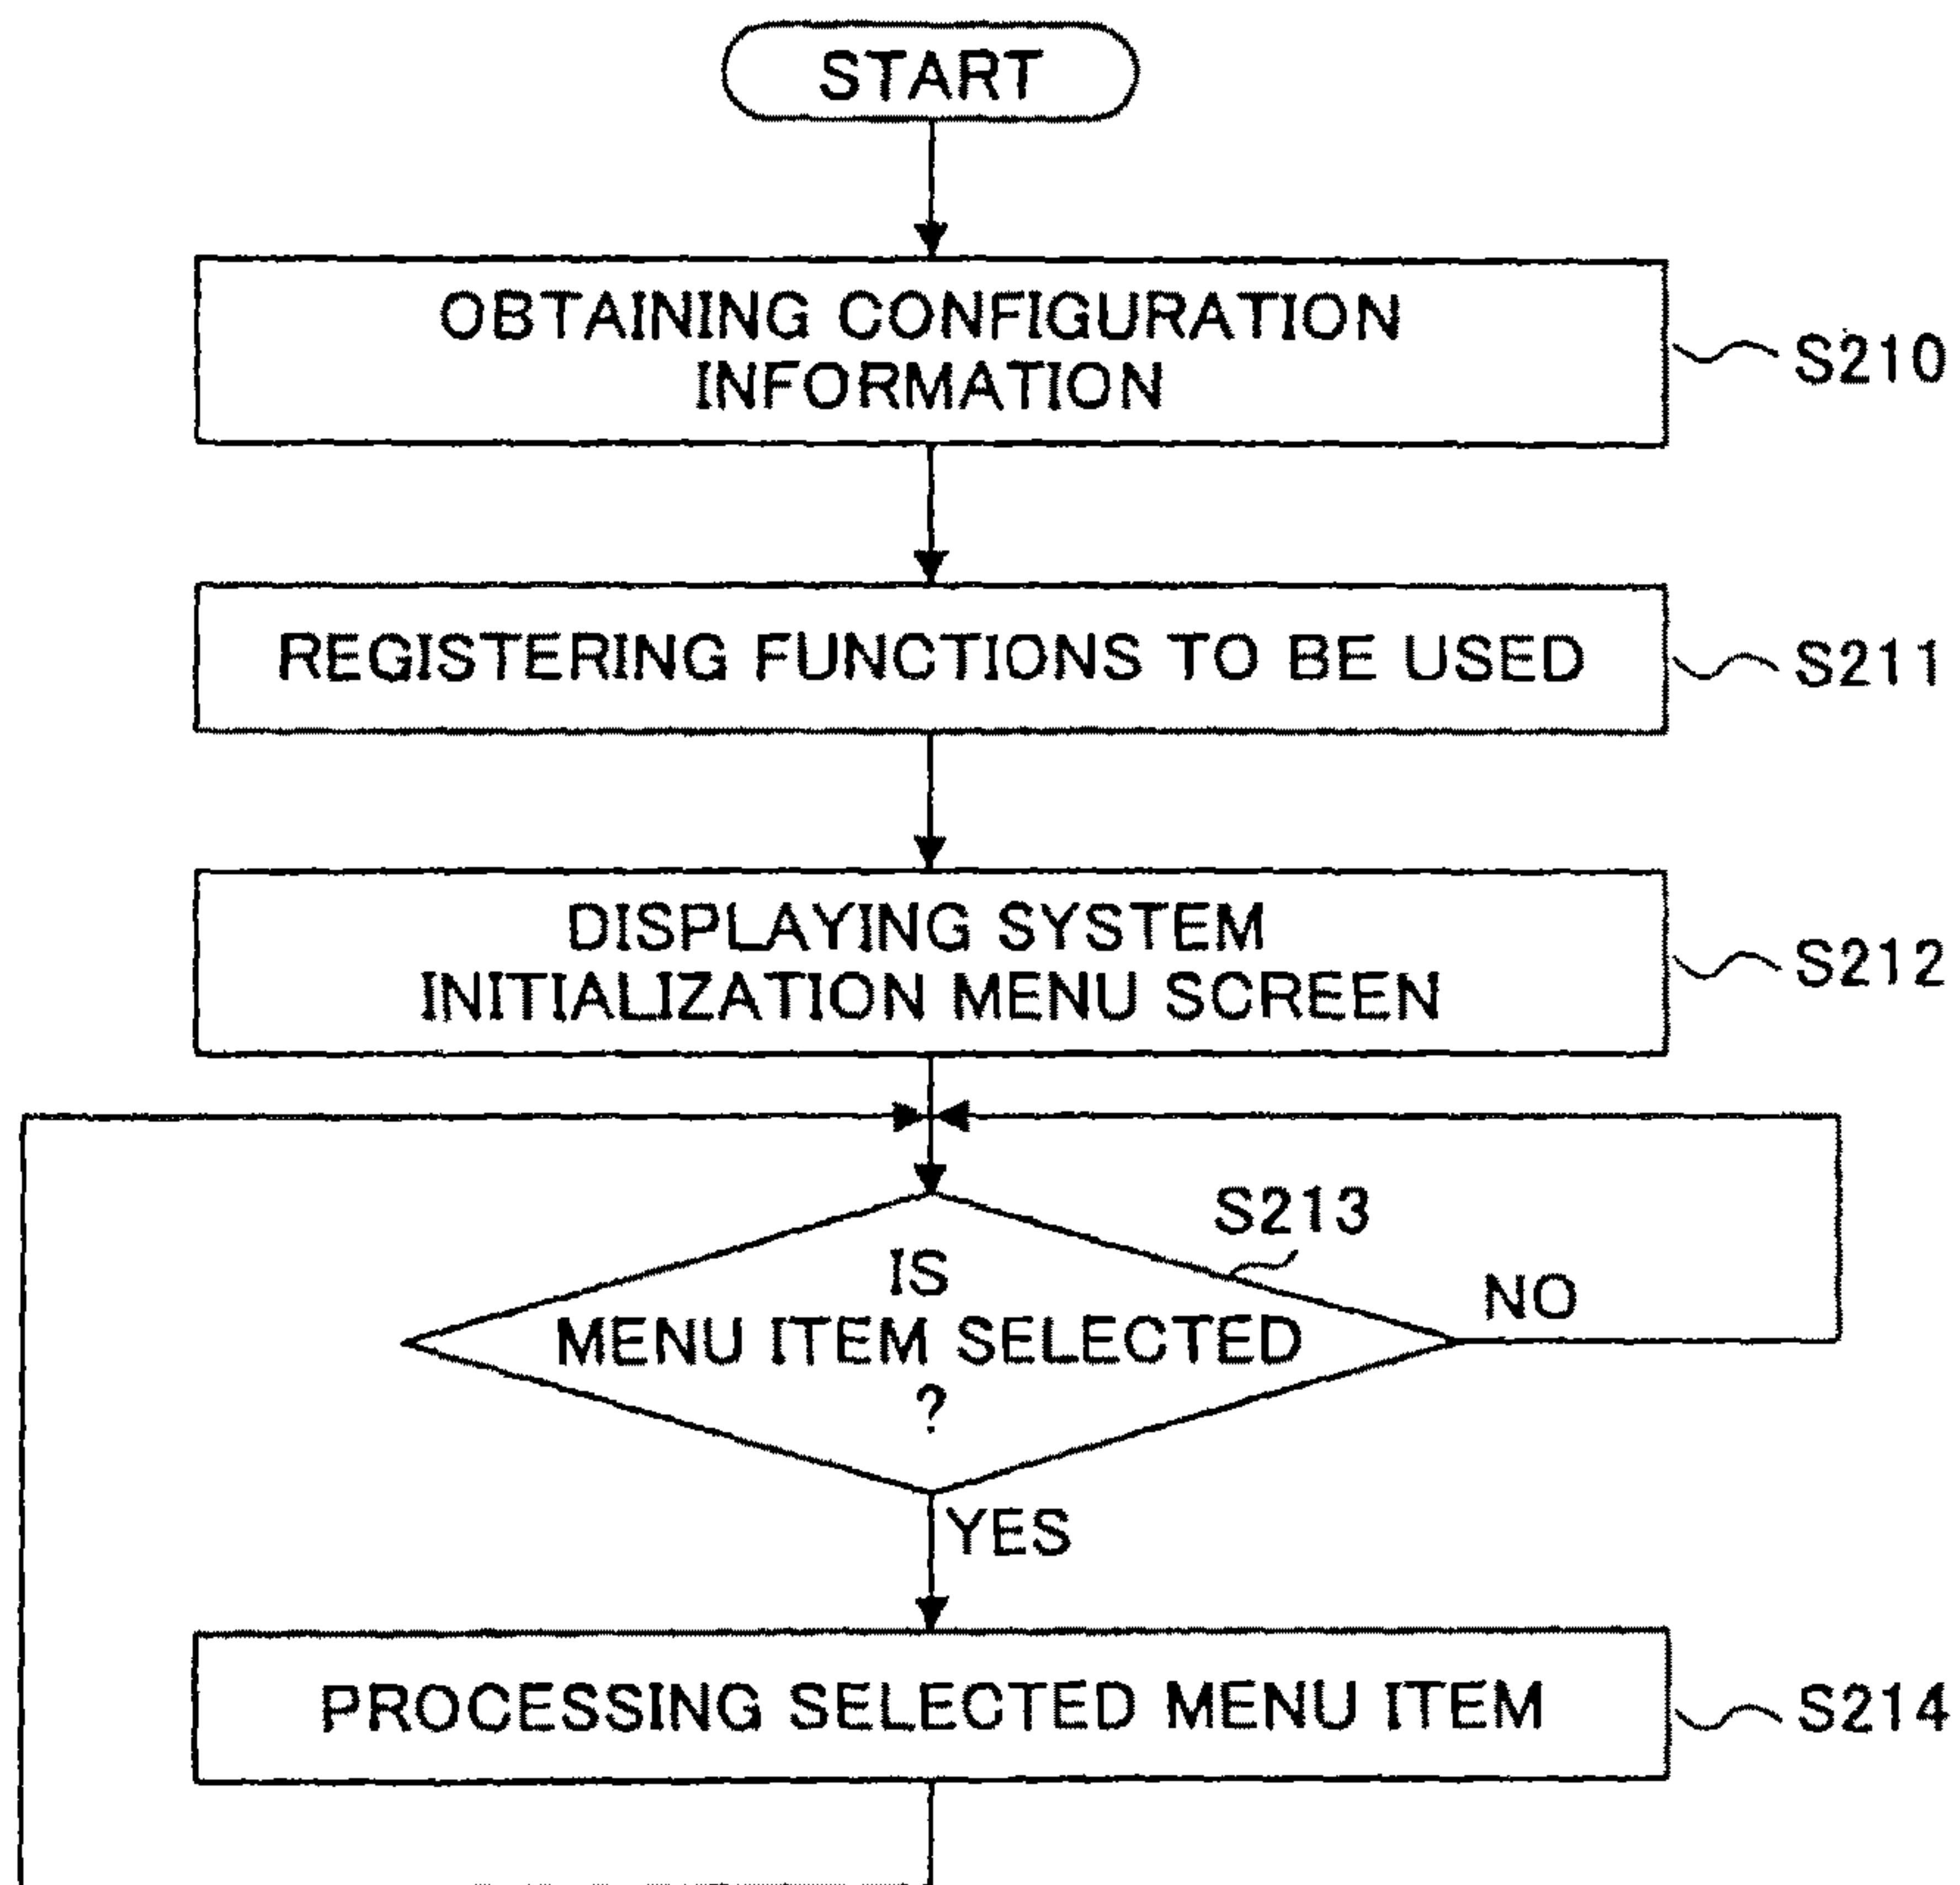 START
OBTAINING CONFIGURATION
INFORMATION
S210
REGISTERING FUNCTIONS TO BE USED
S211
DISPLAYING SYSTEM
INITIALIZATION MENU SCREEN
S212
S213
IS
MENU ITEM SELECTED
?
NO
YES
PROCESSING SELECTED MENU ITEM
S214